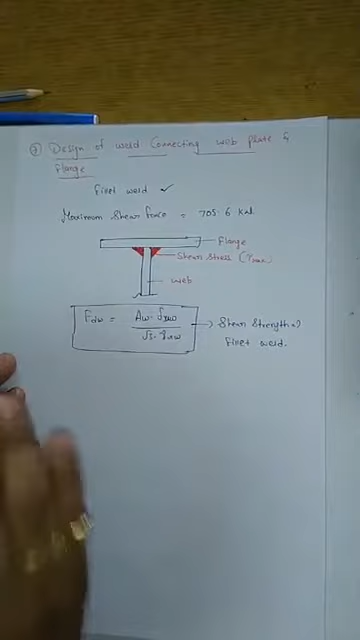 ⑦ Design of weld Connecting web plate &
flange
fillet weld ✓
Maximum Shear force = 705.6 kN
Flange
Shear stress (τmax)
web
Fdw = Aw · fuw / √3 · γmw
Shear Strength of
fillet weld.